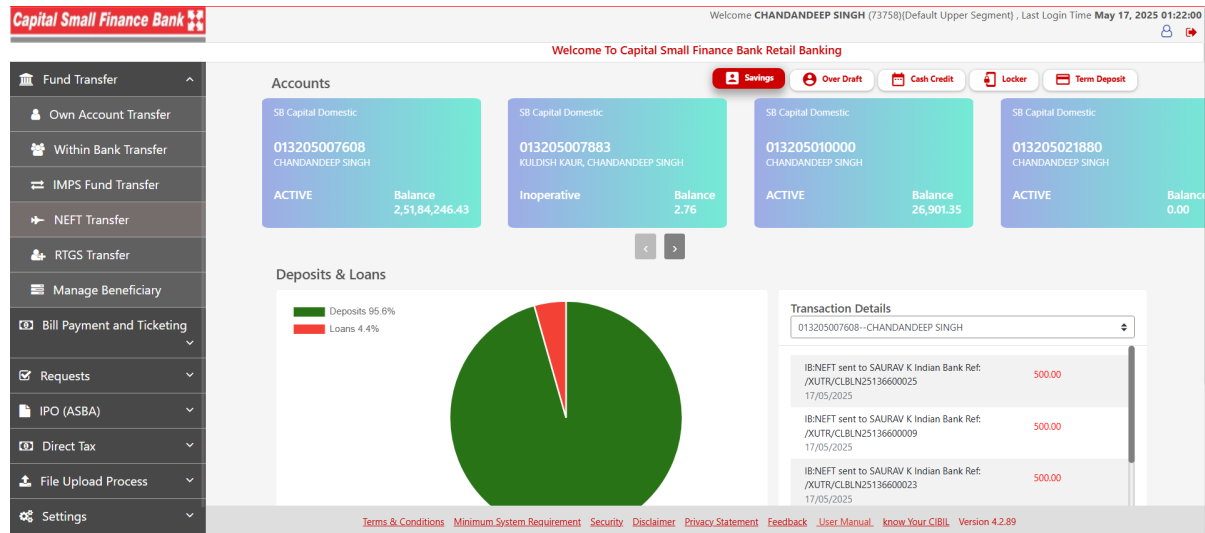 Capital Small Finance Bank
Welcome CHANDANDEEP SINGH (73758)(Default Upper Segment) , Last Login Time May 17, 2025 01:22:00
Welcome To Capital Small Finance Bank Retail Banking
Fund Transfer
Own Account Transfer
Within Bank Transfer
IMPS Fund Transfer
NEFT Transfer
RTGS Transfer
Manage Beneficiary
Bill Payment and Ticketing
Requests
IPO (ASBA)
Direct Tax
File Upload Process
Settings
Accounts
Savings
Over Draft
Cash Credit
Locker
Term Deposit
SB Capital Domestic
013205007608
CHANDANDEEP SINGH
ACTIVE Balance
2,51,84,246.43
SB Capital Domestic
013205007883
KULDISH KAUR, CHANDANDEEP SINGH
Inoperative Balance
2.76
SB Capital Domestic
013205010000
CHANDANDEEP SINGH
ACTIVE Balance
26,901.35
SB Capital Domestic
013205021880
CHANDANDEEP SINGH
ACTIVE Balance
0.00
Deposits & Loans
Deposits 95.6%
Loans 4.4%
Transaction Details
013205007608--CHANDANDEEP SINGH
IB:NEFT sent to SAURAV K Indian Bank Ref:
/XUTR/CLBLN25136600025 500.00
17/05/2025
IB:NEFT sent to SAURAV K Indian Bank Ref:
/XUTR/CLBLN25136600009 500.00
17/05/2025
IB:NEFT sent to SAURAV K Indian Bank Ref:
/XUTR/CLBLN25136600023 500.00
17/05/2025
Terms & Conditions Minimum System Requirement Security Disclaimer Privacy Statement Feedback User Manual know Your CIBIL Version 4.2.89